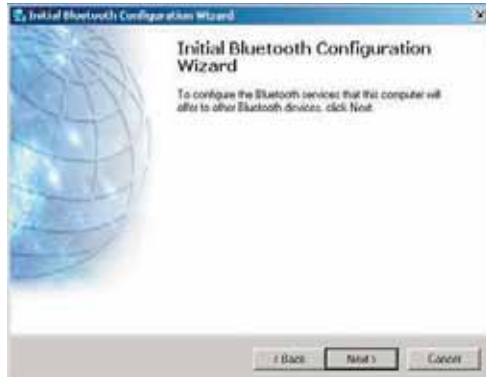 Initial Bluetooth Configuration Wizard
Initial Bluetooth Configuration
Wizard
To configure the Bluetooth services that this computer will
offer to other Bluetooth devices, click Next.
< Back
Next >
Cancel